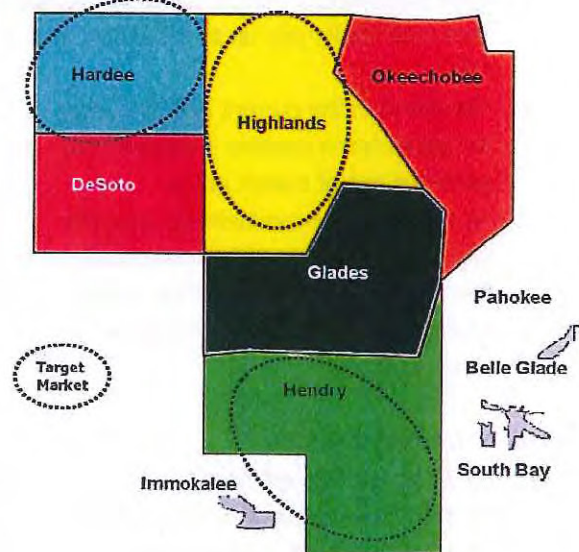 Hardee
Okeechobee
Highlands
DeSoto
Glades
Pahokee
Target
Market
Belle Glade
Hendry
South Bay
Immokalee